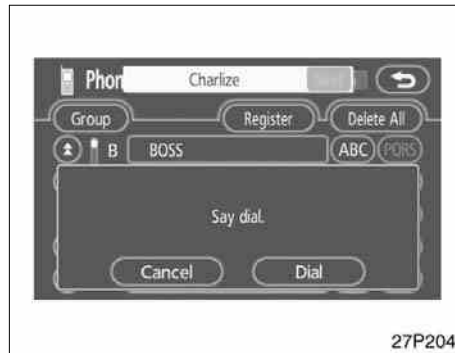 Phon Charlize
Group Register Delete All
B BOSS ABC PQRS
Say dial.
Cancel Dial
27P204